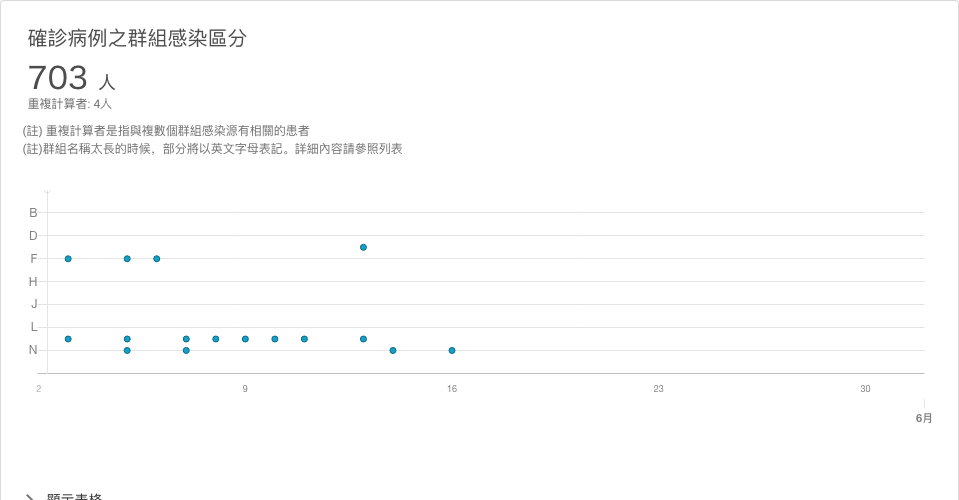 確診病例之群組感染區分
703 人
重複計算者: 4人
(註) 重複計算者是指與複數個群組感染源有相關的患者
(註)群組名稱太長的時候，部分將以英文字母表記。詳細內容請參照列表
B
D
F
H
J
L
N
2 9 16 23 30
6月
顯示表格